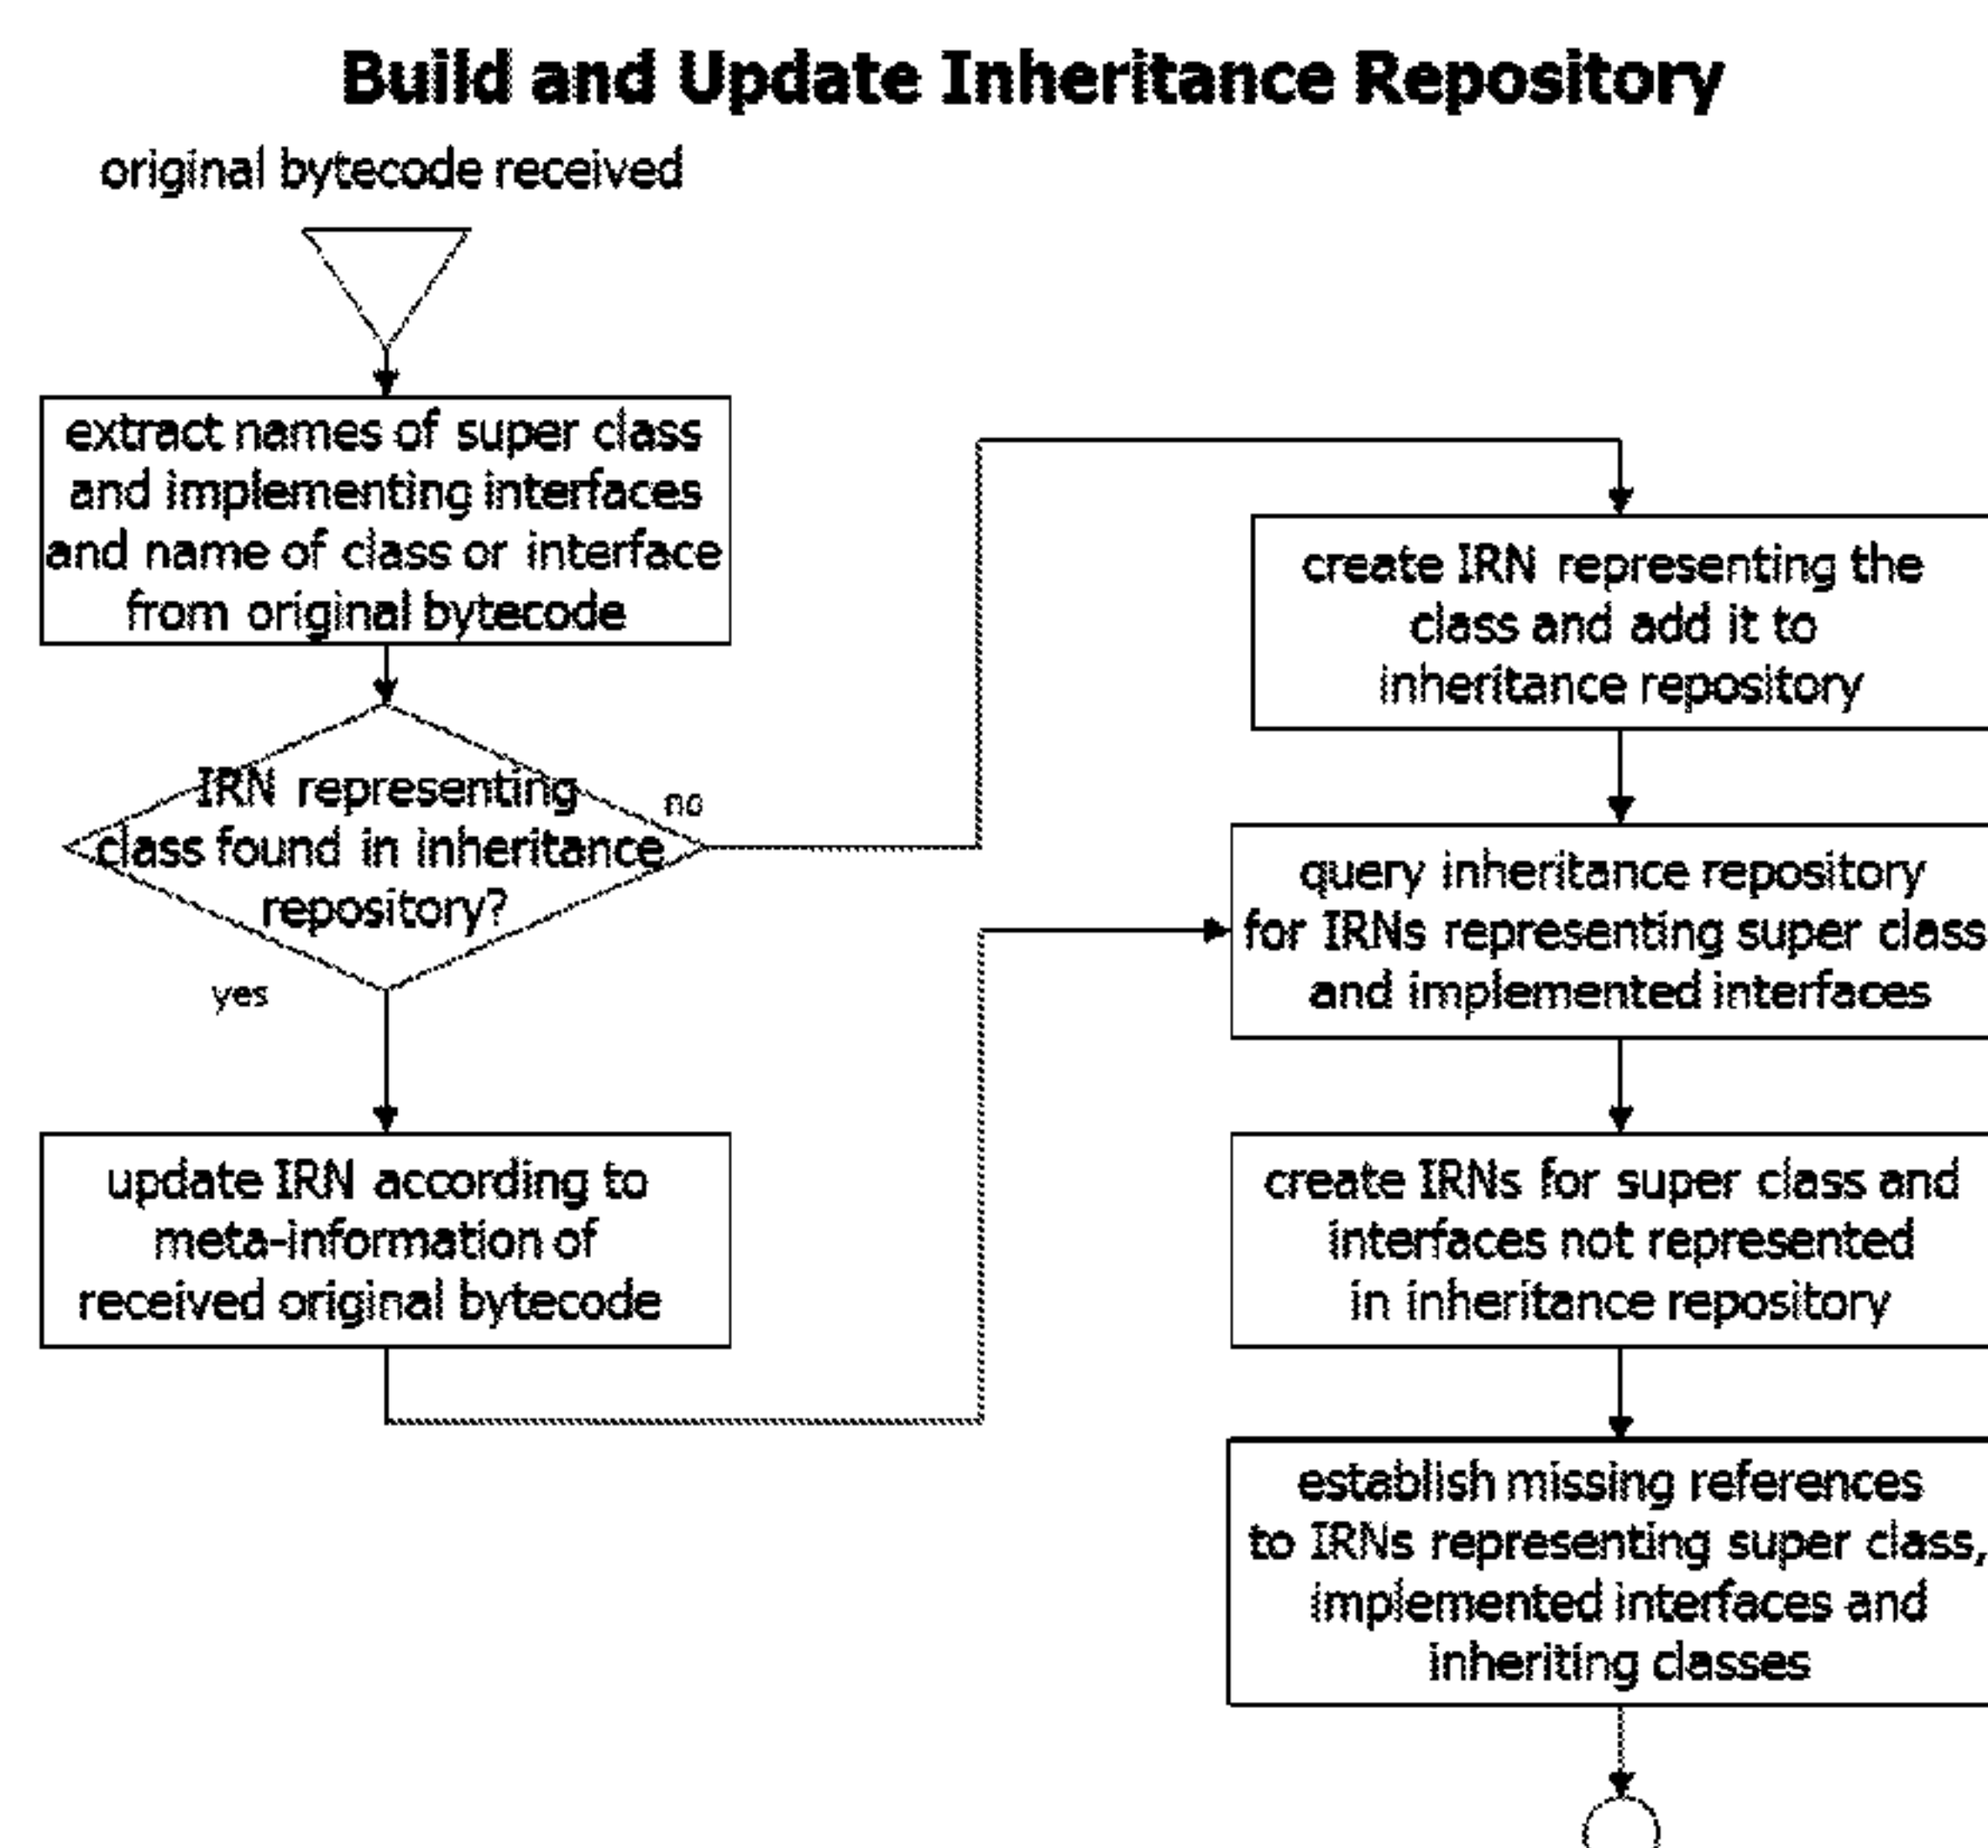 Build and Update Inheritance Repository
original bytecode received
extract names of super class
and implementing interfaces
and name of class or interface
from original bytecode
IRN representing
class found in inheritance
repository?
no
yes
update IRN according to
meta-information of
received original bytecode
create IRN representing the
class and add it to
inheritance repository
query inheritance repository
for IRNs representing super class
and implemented interfaces
create IRNs for super class and
interfaces not represented
in inheritance repository
establish missing references
to IRNs representing super class,
implemented interfaces and
inheriting classes